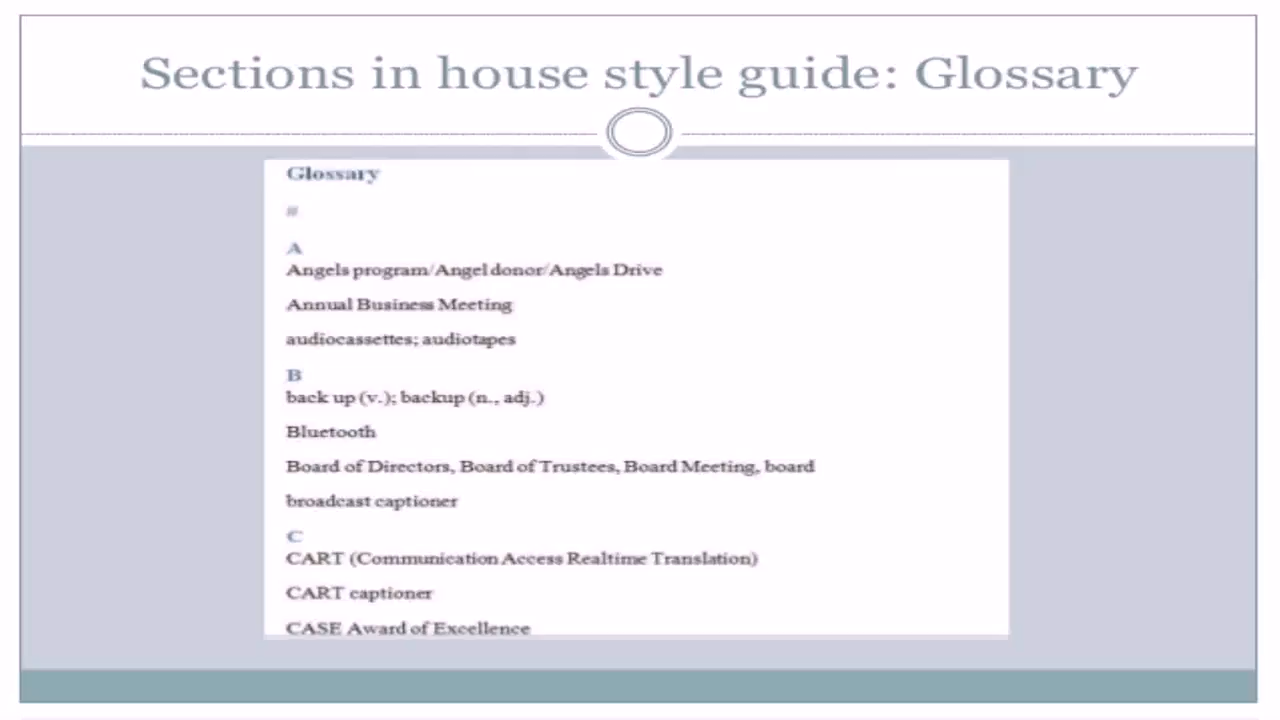 Sections in house style guide: Glossary
Glossary
#
A
Angels program/Angel donor/Angels Drive
Annual Business Meeting
audiocassettes; audiotapes
B
back up (v.); backup (n., adj.)
Bluetooth
Board of Directors, Board of Trustees, Board Meeting, board
broadcast captioner
C
CART (Communication Access Realtime Translation)
CART captioner
CASE Award of Excellence